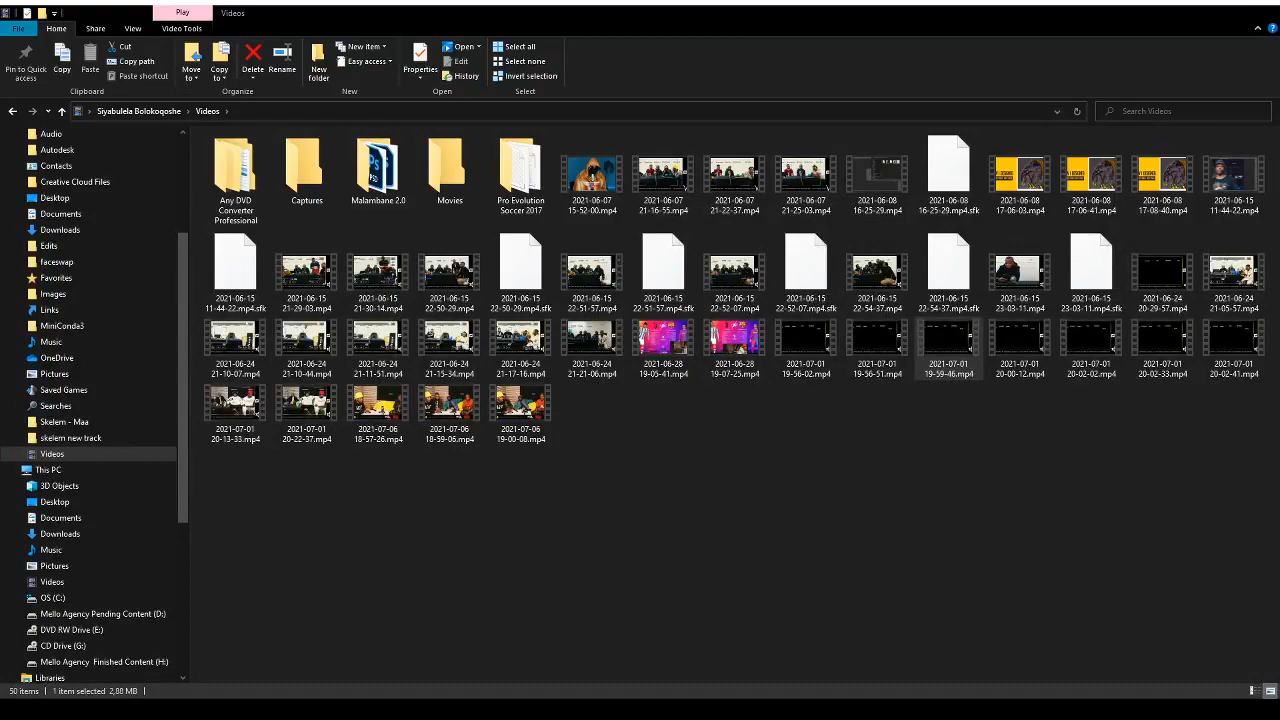 Play
Videos
File
Home
Share
View
Video Tools
Pin to Quick
access
Copy
Paste
Cut
Copy path
Paste shortcut
Clipboard
Move
to
Copy
to
Delete
Rename
Organize
New
folder
New item
Easy access
New
Properties
Open
Edit
History
Open
Select all
Select none
Invert selection
Select
Siyabulela Bolokoqoshe
Videos
Search Videos
Audio
Autodesk
Contacts
Creative Cloud Files
Desktop
Documents
Downloads
Edits
faceswap
Favorites
Images
Links
MiniConda3
Music
OneDrive
Pictures
Saved Games
Searches
Skelem - Maa
skelem new track
Videos
This PC
3D Objects
Desktop
Documents
Downloads
Music
Pictures
Videos
OS (C:)
Mello Agency Pending Content (D:)
DVD RW Drive (E:)
CD Drive (G:)
Mello Agency  Finished Content (H:)
Libraries
Any DVD
Converter
Professional
Captures
Malambane 2.0
Movies
Pro Evolution
Soccer 2017
2021-06-07
15-52-00.mp4
2021-06-07
21-16-55.mp4
2021-06-07
21-22-37.mp4
2021-06-07
21-25-03.mp4
2021-06-08
16-25-29.mp4
2021-06-08
16-25-29.mp4.sfk
2021-06-08
17-06-03.mp4
2021-06-08
17-06-41.mp4
2021-06-08
17-08-40.mp4
2021-06-15
11-44-22.mp4
2021-06-15
11-44-22.mp4.sfk
2021-06-15
21-29-03.mp4
2021-06-15
21-30-14.mp4
2021-06-15
22-50-29.mp4
2021-06-15
22-50-29.mp4.sfk
2021-06-15
22-51-57.mp4
2021-06-15
22-51-57.mp4.sfk
2021-06-15
22-52-07.mp4
2021-06-15
22-52-07.mp4.sfk
2021-06-15
22-54-37.mp4
2021-06-15
22-54-37.mp4.sfk
2021-06-15
23-03-11.mp4
2021-06-15
23-03-11.mp4.sfk
2021-06-24
20-29-57.mp4
2021-06-24
21-05-57.mp4
2021-06-24
21-10-07.mp4
2021-06-24
21-10-44.mp4
2021-06-24
21-11-51.mp4
2021-06-24
21-15-34.mp4
2021-06-24
21-17-16.mp4
2021-06-24
21-21-06.mp4
2021-06-28
19-05-41.mp4
2021-06-28
19-07-25.mp4
2021-07-01
19-56-02.mp4
2021-07-01
19-56-51.mp4
2021-07-01
19-59-46.mp4
2021-07-01
20-00-12.mp4
2021-07-01
20-02-02.mp4
2021-07-01
20-02-33.mp4
2021-07-01
20-02-41.mp4
2021-07-01
20-13-33.mp4
2021-07-01
20-22-37.mp4
2021-07-06
18-57-26.mp4
2021-07-06
18-59-06.mp4
2021-07-06
19-00-08.mp4
50 items
1 item selected  2,88 MB